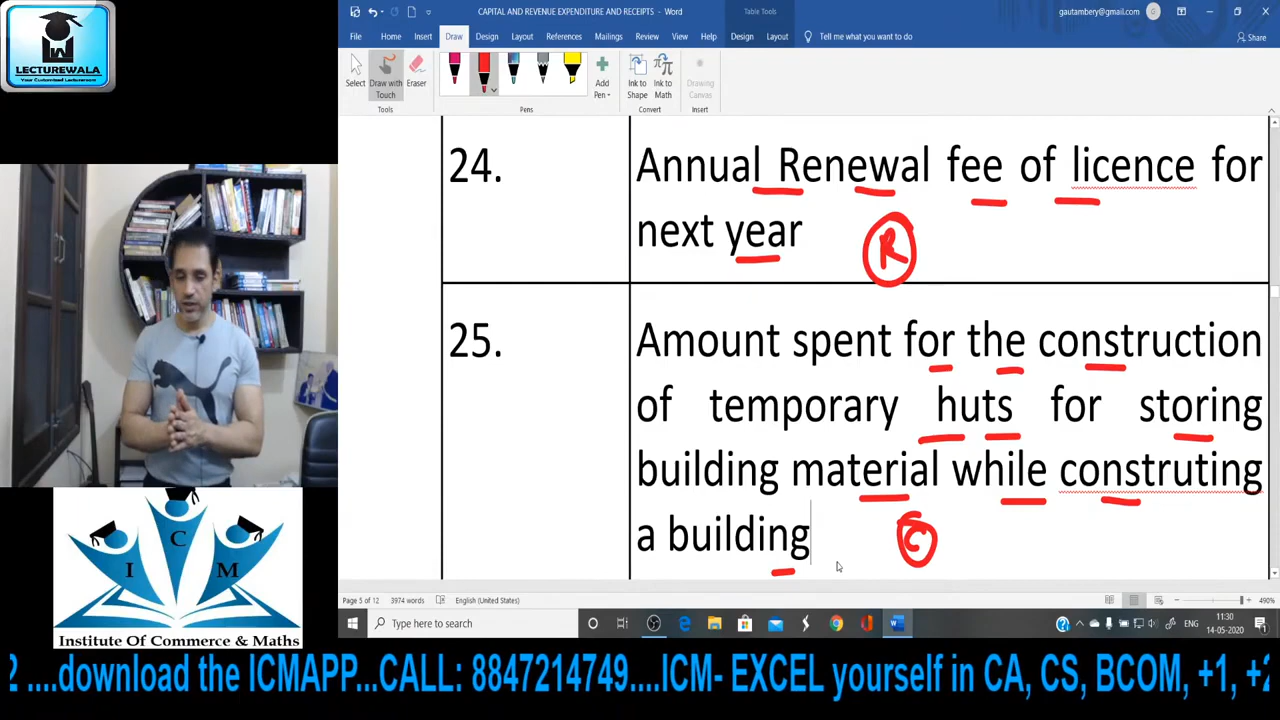 LECTUREWALA
Your Customized Lectureroom
CAPITAL AND REVENUE EXPENDITURE AND RECEIPTS - Word
Table Tools
gautambery@gmail.com
G
File Home Insert Draw Design Layout References Mailings Review View Help Design Layout Tell me what you want to do
Share
Select
Draw with Touch
Eraser
Add Pen
Ink to Shape
Ink to Math
Drawing Canvas
Tools
Pens
Convert
Insert
24. Annual Renewal fee of licence for
next year R
25. Amount spent for the construction
of temporary huts for storing
building material while construting
a building C
I C M
Institute Of Commerce & Maths
Page 5 of 12 3974 words English (United States) 490%
Type here to search
ENG
11:30
14-05-2020
2 ....download the ICMAPP...CALL: 8847214749....ICM- EXCEL yourself in CA, CS, BCOM, +1, +2